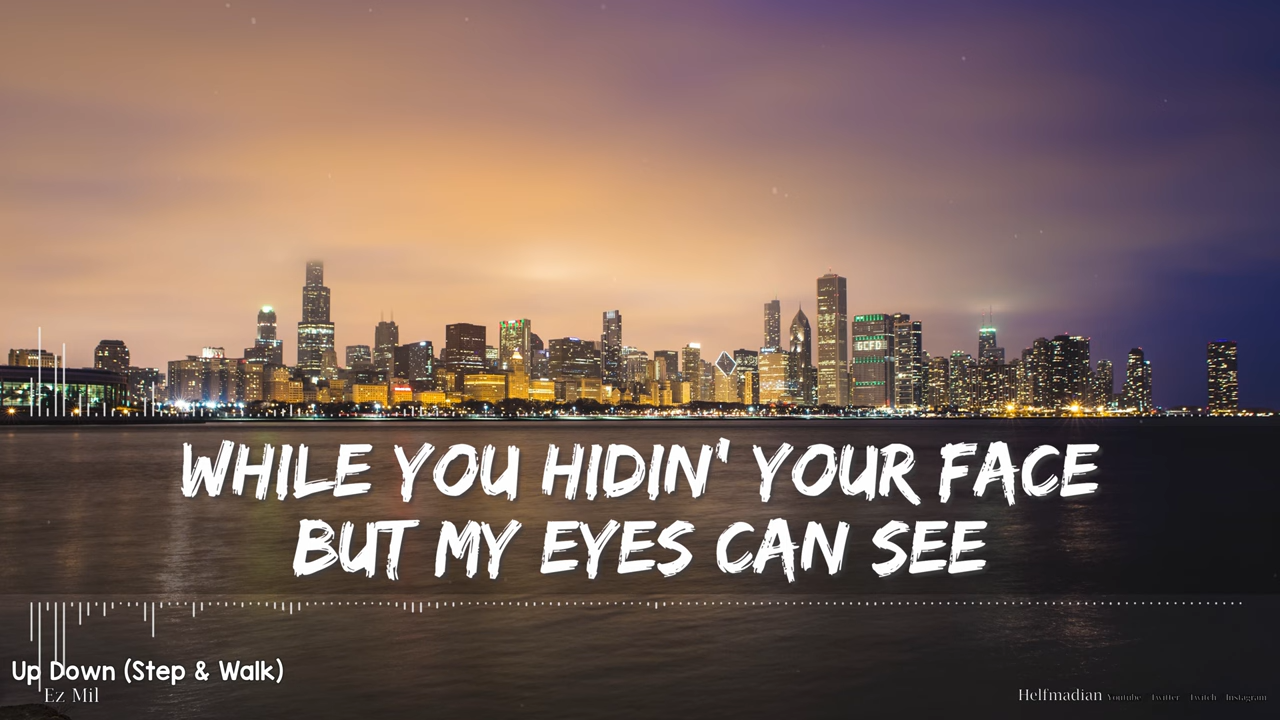 GCFD
WHILE YOU HIDIN' YOUR FACE
BUT MY EYES CAN SEE
Up Down (Step & Walk)
Ez Mil
Helfmadian Youtube Twitter Twitch Instagram